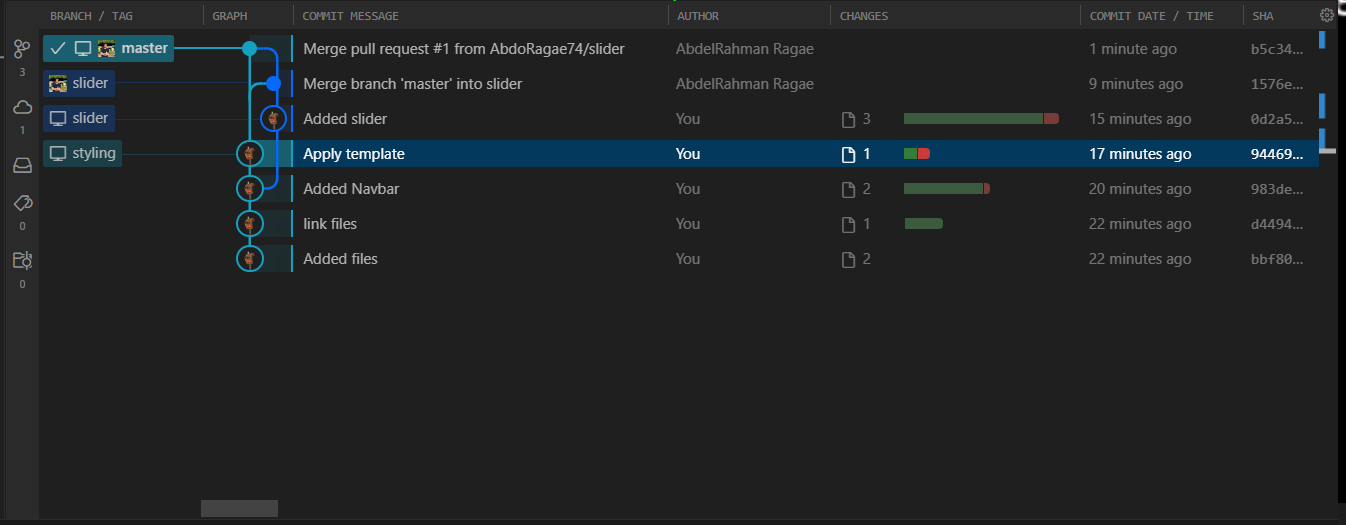 BRANCH / TAG GRAPH COMMIT MESSAGE AUTHOR CHANGES COMMIT DATE / TIME SHA
master Merge pull request #1 from AbdoRagae74/slider AbdelRahman Ragae 1 minute ago b5c34...
3
slider Merge branch 'master' into slider AbdelRahman Ragae 9 minutes ago 1576e...
slider Added slider You 3 15 minutes ago 0d2a5...
1
styling Apply template You 1 17 minutes ago 94469...
Added Navbar You 2 20 minutes ago 983de...
link files You 1 22 minutes ago d4494...
0
Added files You 2 22 minutes ago bbf80...
0